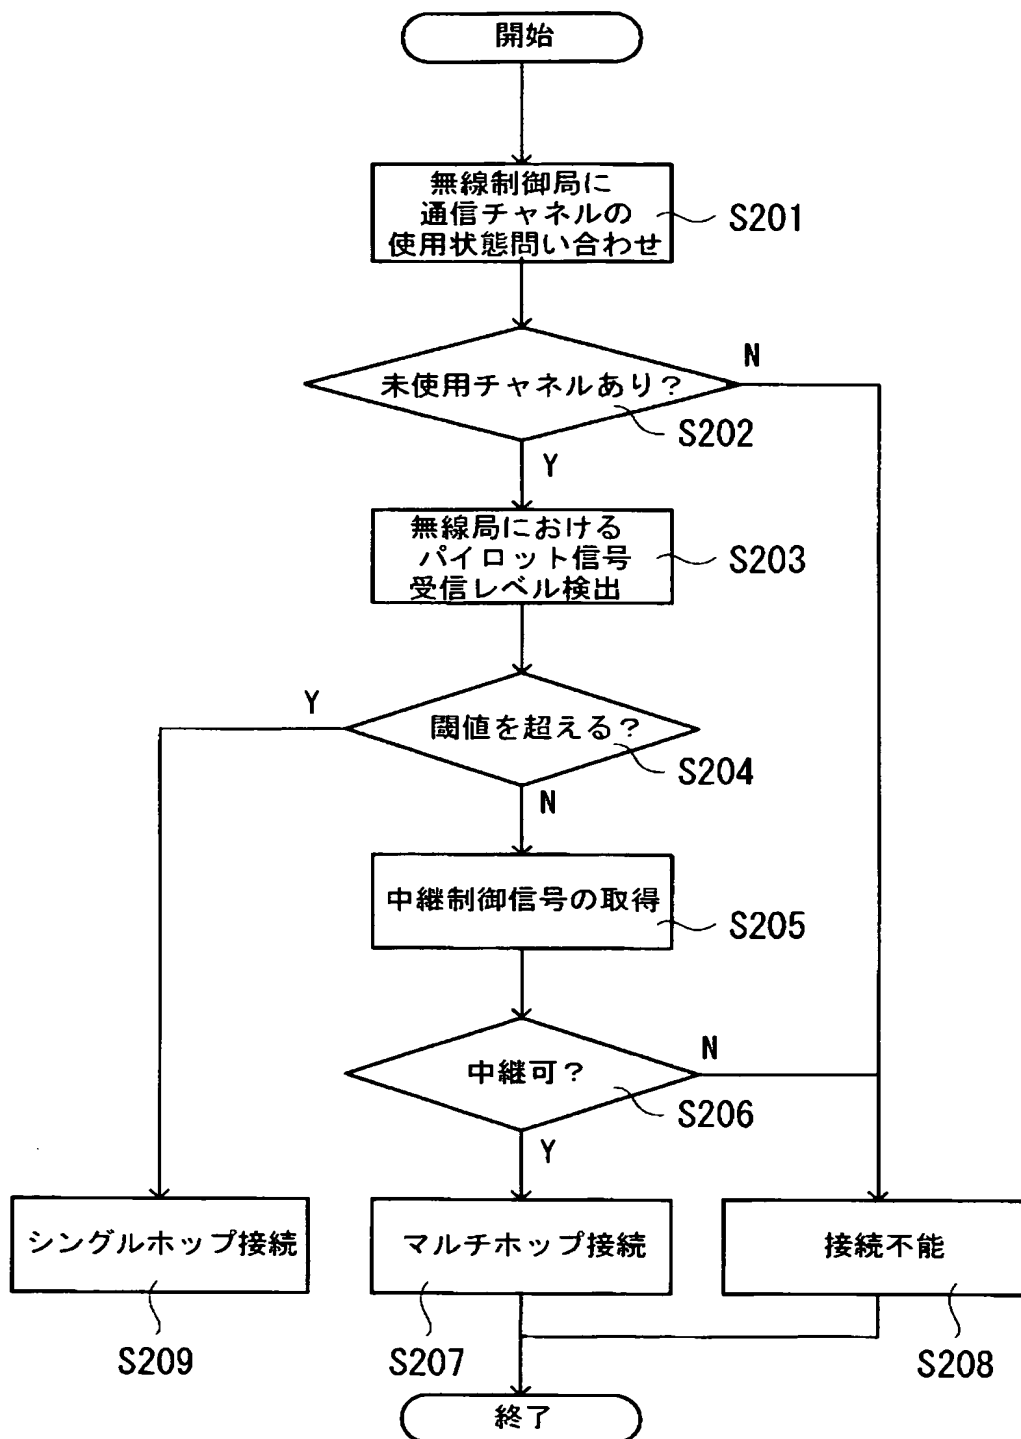 開始
無線制御局に
通信チャネルの
使用状態問い合わせ
S201
未使用チャネルあり?
N
S202
Y
無線局における
パイロット信号
受信レベル検出
S203
Y
閾値を超える?
S204
N
中継制御信号の取得
S205
中継可?
N
S206
Y
シングルホップ接続
マルチホップ接続
接続不能
S209
S207
S208
終了